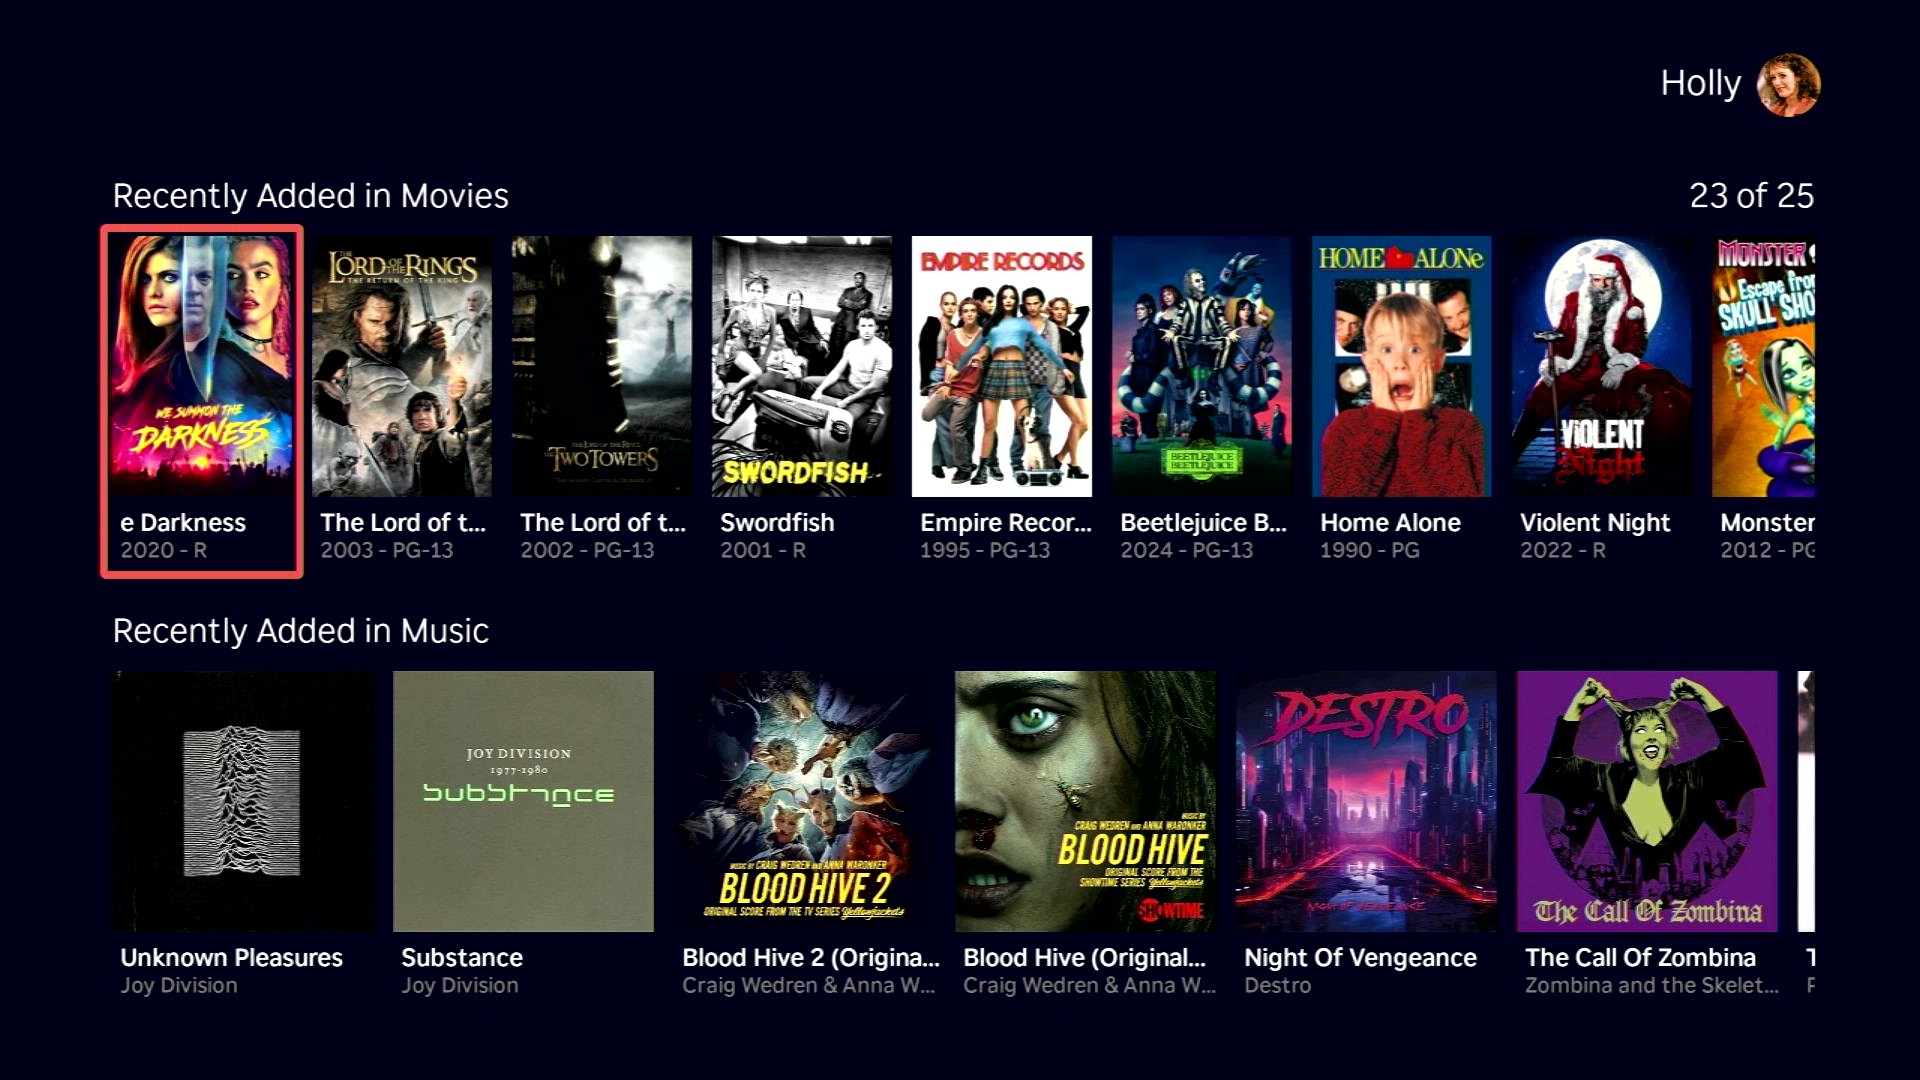 Holly
Recently Added in Movies
23 of 25
WE SUMMON THE
DARKNESS
THE
LORD OF THE RINGS
THE RETURN OF THE KING
THE LORD OF THE RINGS
THE TWO TOWERS
SWORDFISH
EMPIRE RECORDS
BEETLEJUICE
BEETLEJUICE
HOME ALONe
ViOLENT
Night
MONSTER
Escape from
SKULL SHO
e Darkness
2020 - R
The Lord of t...
2003 - PG-13
The Lord of t...
2002 - PG-13
Swordfish
2001 - R
Empire Recor...
1995 - PG-13
Beetlejuice B...
2024 - PG-13
Home Alone
1990 - PG
Violent Night
2022 - R
Monster
2012 - PG
Recently Added in Music
JOY DIVISION
1977-1980
Substance
MUSIC BY CRAIG WEDREN AND ANNA WARONKER
BLOOD HIVE 2
ORIGINAL SCORE FROM THE TV SERIES Yellowjackets
MUSIC BY
CRAIG WEDREN AND ANNA WARONKER
BLOOD HIVE
ORIGINAL SCORE FROM THE
SHOWTIME SERIES Yellowjackets
SHOWTIME
DESTRO
NIGHT OF VENGEANCE
The Call Of Zombina
Unknown Pleasures
Joy Division
Substance
Joy Division
Blood Hive 2 (Origina...
Craig Wedren & Anna W...
Blood Hive (Original...
Craig Wedren & Anna W...
Night Of Vengeance
Destro
The Call Of Zombina
Zombina and the Skelet...